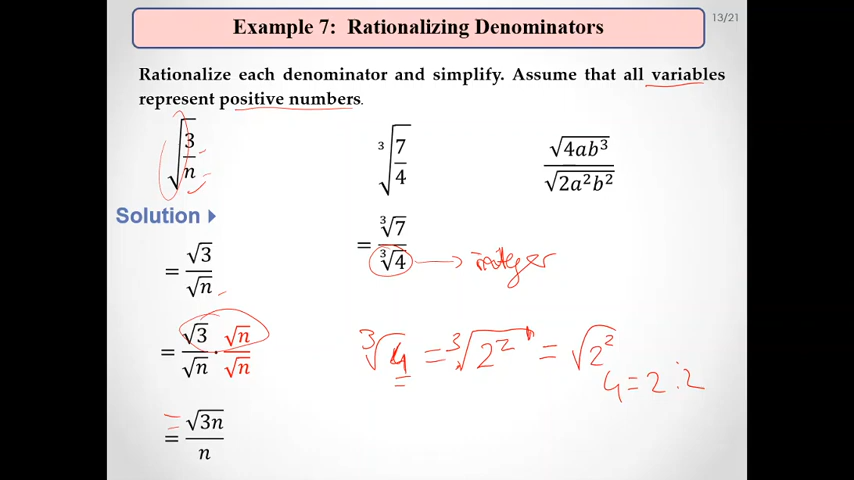 13/21
Example 7: Rationalizing Denominators
Rationalize each denominator and simplify. Assume that all variables
represent positive numbers.
√(3/n)
∛(7/4)
√(4ab³)/√(2a²b²)
Solution
= √3/√n
= ∛7/∛4 → integer
= √3/√n · √n/√n
∛4 = ∛(2²) = √(2²)
4 = 2.2
= √(3n)/n